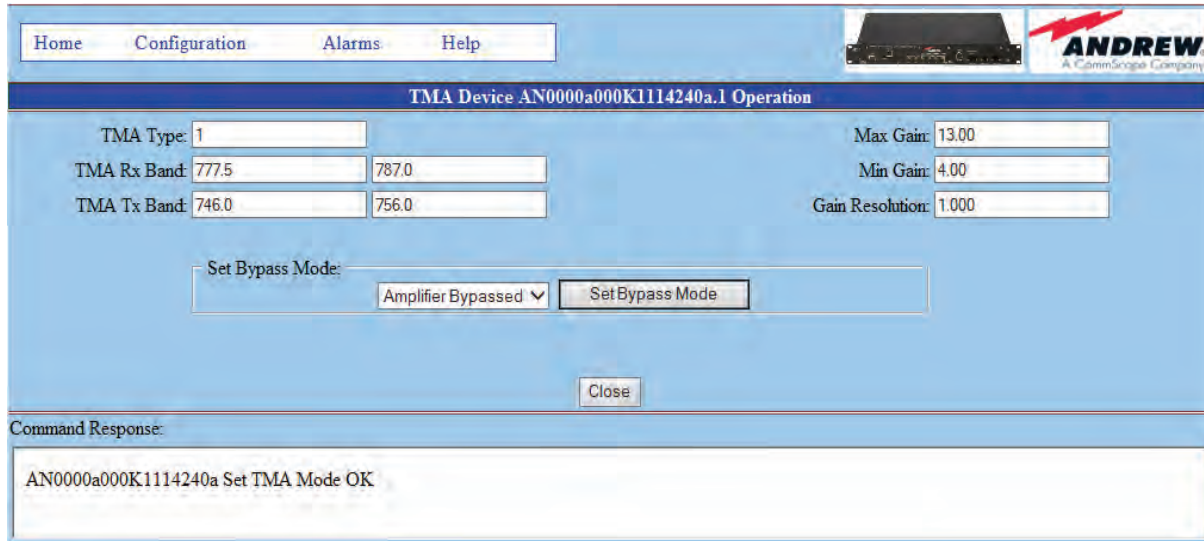 Home Configuration Alarms Help
ANDREW
A CommScope Company
TMA Device AN0000a000K1114240a.1 Operation
TMA Type: 1 Max Gain: 13.00
TMA Rx Band: 777.5 787.0 Min Gain: 4.00
TMA Tx Band: 746.0 756.0 Gain Resolution: 1.000
Set Bypass Mode:
Amplifier Bypassed Set Bypass Mode
Close
Command Response:
AN0000a000K1114240a Set TMA Mode OK